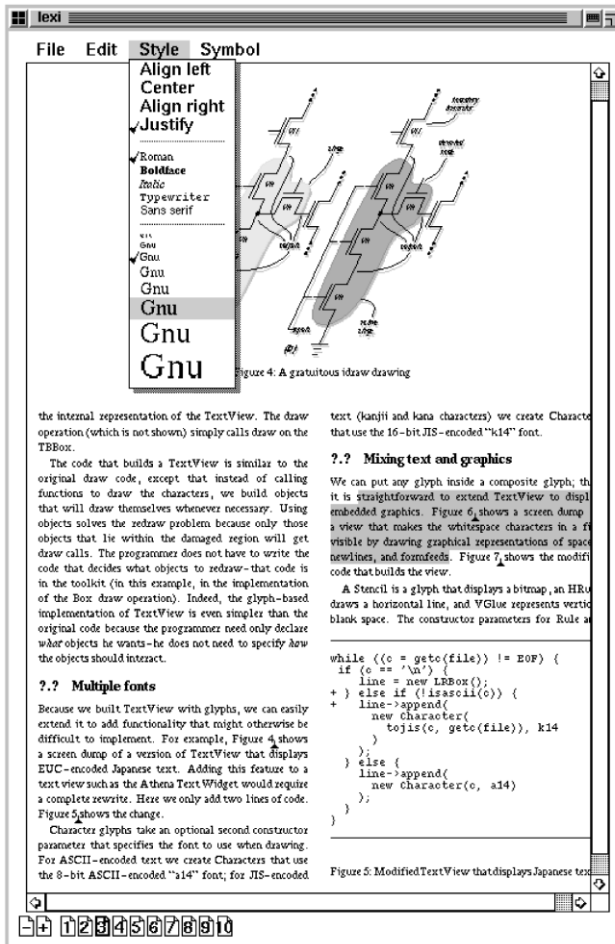 lexi
File Edit Style Symbol
Align left
Center
Align right
Justify
Roman
Boldface
Italic
Typewriter
Sans serif
Gnu
Gnu
Gnu
Gnu
Gnu
Gnu
Gnu
Figure 4: A gratuitous idraw drawing
the internal representation of the TextView. The draw
operation (which is not shown) simply calls draw on the
TBBox.
The code that builds a TextView is similar to the
original draw code, except that instead of calling
functions to draw the characters, we build objects
that will draw themselves whenever necessary. Using
objects solves the redraw problem because only those
objects that lie within the damaged region will get
draw calls. The programmer does not have to write the
code that decides what objects to redraw-that code is
in the toolkit (in this example, in the implementation
of the Box draw operation). Indeed, the glyph-based
implementation of TextView is even simpler than the
original code because the programmer need only declare
what objects he wants-he does not need to specify how
the objects should interact.
?.? Multiple fonts
Because we built TextView with glyphs, we can easily
extend it to add functionality that might otherwise be
difficult to implement. For example, Figure 4 shows
a screen dump of a version of TextView that displays
EUC-encoded Japanese text. Adding this feature to a
text view such as the Athena Text Widget would require
a complete rewrite. Here we only add two lines of code.
Figure 5 shows the change.
Character glyphs take an optional second constructor
parameter that specifies the font to use when drawing.
For ASCII-encoded text we create Characters that use
the 8-bit ASCII-encoded "a14" font; for JIS-encoded
text (kanjii and kana characters) we create Characte
that use the 16-bit JIS-encoded "k14" font.
?.? Mixing text and graphics
We can put any glyph inside a composite glyph; th
it is straightforward to extend TextView to displ
embedded graphics. Figure 6 shows a screen dump
a view that makes the whitespace characters in a fi
visible by drawing graphical representations of space
newlines, and formfeeds. Figure 7 shows the modifi
code that builds the view.
A Stencil is a glyph that displays a bitmap, an HRu
draws a horizontal line, and VGlue represents vertic
blank space. The constructor parameters for Rule a
while ((c = getc(file)) != EOF) {
if (c == '\n') {
line = new LRBox();
+ } else if (!isascii(c)) {
+ line->append(
new Character(
tojis(c, getc(file)), k14
)
);
} else {
line->append(
new Character(c, a14)
);
}
}
Figure 5: Modified TextView that displays Japanese tex
- + 1 2 3 4 5 6 7 8 9 10